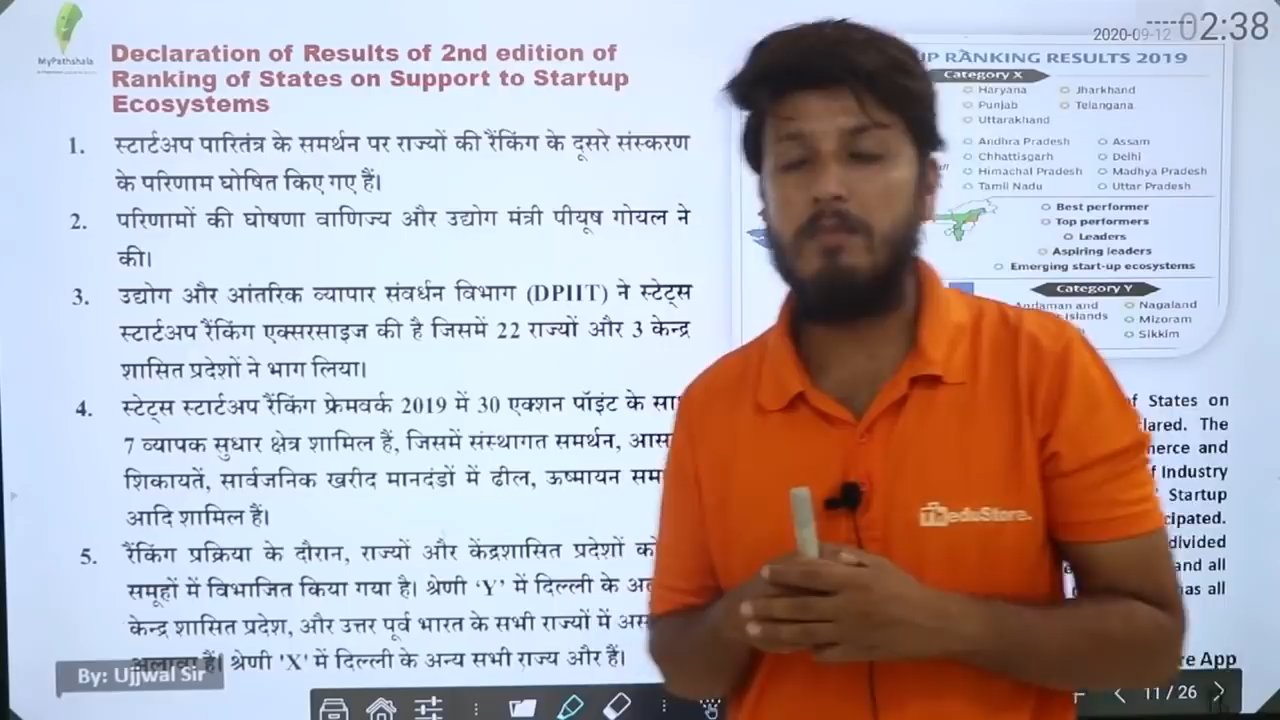 MyPathshala
2020-09-12 02:38
Declaration of Results of 2nd edition of
Ranking of States on Support to Startup
Ecosystems
1. स्टार्टअप पारितंत्र के समर्थन पर राज्यों की रैंकिंग के दूसरे संस्करण
के परिणाम घोषित किए गए हैं।
2. परिणामों की घोषणा वाणिज्य और उद्योग मंत्री पीयूष गोयल ने
की।
3. उद्योग और आंतरिक व्यापार संवर्धन विभाग (DPIIT) ने स्टेट्स
स्टार्टअप रैंकिंग एक्सरसाइज की है जिसमें 22 राज्यों और 3 केन्द्र
शासित प्रदेशों ने भाग लिया।
4. स्टेट्स स्टार्टअप रैंकिंग फ्रेमवर्क 2019 में 30 एक्शन पॉइंट के
7 व्यापक सुधार क्षेत्र शामिल हैं, जिसमें संस्थागत समर्थन,
शिकायतें, सार्वजनिक खरीद मानदंडों में ढील, ऊष्मायन
आदि शामिल हैं।
5. रैंकिंग प्रक्रिया के दौरान, राज्यों और केंद्रशासित प्रदेशों
समूहों में विभाजित किया गया है। श्रेणी 'Y' में दिल्ली के
केन्द्र शासित प्रदेश, और उत्तर पूर्व भारत के सभी राज्यों में
अलावा हैं। श्रेणी 'X' में दिल्ली के अन्य सभी राज्य और हैं।
By: Ujjwal Sir
UP RANKING RESULTS 2019
Category X
Haryana Jharkhand
Punjab Telangana
Uttarakhand
Andhra Pradesh Assam
Chhattisgarh Delhi
Himachal Pradesh Madhya Pradesh
Tamil Nadu Uttar Pradesh
Best performer
Top performers
Leaders
Aspiring leaders
Emerging start-up ecosystems
Category Y
Andaman and Nagaland
islands Mizoram
Sikkim
of States on
The
and
Industry
Startup
divided
and all
has all
App
TheduStore.
11 / 26